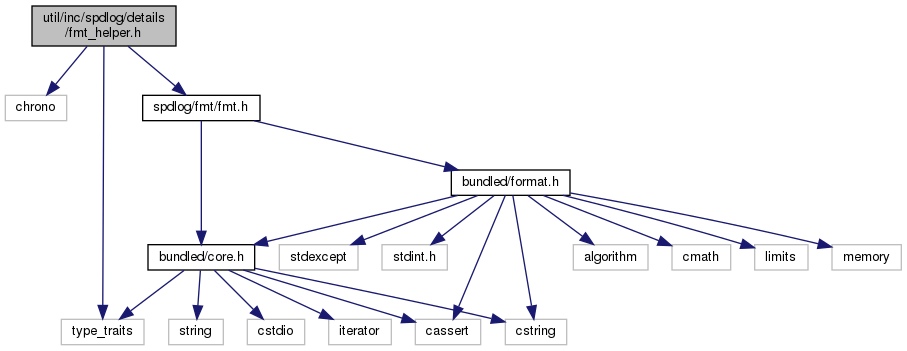 util/inc/spdlog/details
/fmt_helper.h
chrono
spdlog/fmt/fmt.h
bundled/format.h
bundled/core.h
stdexcept
stdint.h
algorithm
cmath
limits
memory
type_traits
string
cstdio
iterator
cassert
cstring